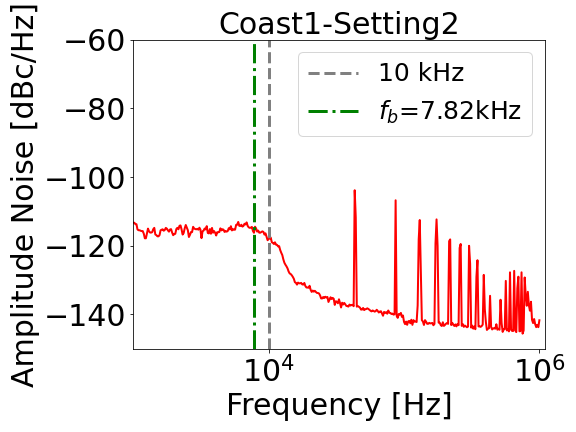 Coast1-Setting2
Amplitude Noise [dBc/Hz]
−60
−80
−100
−120
−140
10 kHz
f_b=7.82kHz
10^4
10^6
Frequency [Hz]